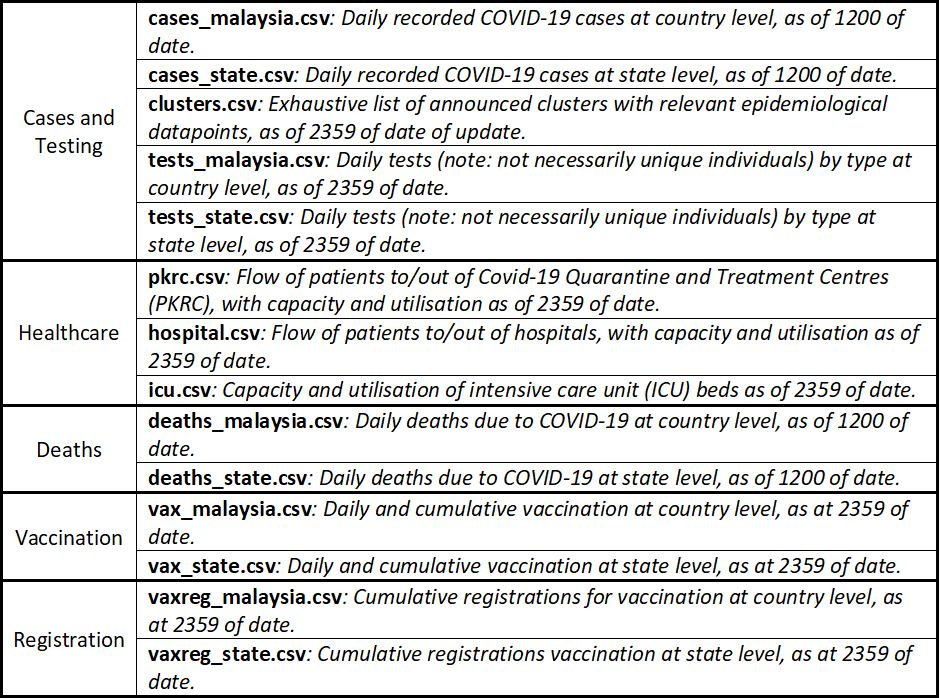 Cases and
Testing
cases_malaysia.csv: Daily recorded COVID-19 cases at country level, as of 1200 of
date.
cases_state.csv: Daily recorded COVID-19 cases at state level, as of 1200 of date.
clusters.csv: Exhaustive list of announced clusters with relevant epidemiological
datapoints, as of 2359 of date of update.
tests_malaysia.csv: Daily tests (note: not necessarily unique individuals) by type at
country level, as of 2359 of date.
tests_state.csv: Daily tests (note: not necessarily unique individuals) by type at
state level, as of 2359 of date.
Healthcare
pkrc.csv: Flow of patients to/out of Covid-19 Quarantine and Treatment Centres
(PKRC), with capacity and utilisation as of 2359 of date.
hospital.csv: Flow of patients to/out of hospitals, with capacity and utilisation as of
2359 of date.
icu.csv: Capacity and utilisation of intensive care unit (ICU) beds as of 2359 of date.
Deaths
deaths_malaysia.csv: Daily deaths due to COVID-19 at country level, as of 1200 of
date.
deaths_state.csv: Daily deaths due to COVID-19 at state level, as of 1200 of date.
Vaccination
vax_malaysia.csv: Daily and cumulative vaccination at country level, as at 2359 of
date.
vax_state.csv: Daily and cumulative vaccination at state level, as at 2359 of date.
Registration
vaxreg_malaysia.csv: Cumulative registrations for vaccination at country level, as
at 2359 of date.
vaxreg_state.csv: Cumulative registrations vaccination at state level, as at 2359 of
date.